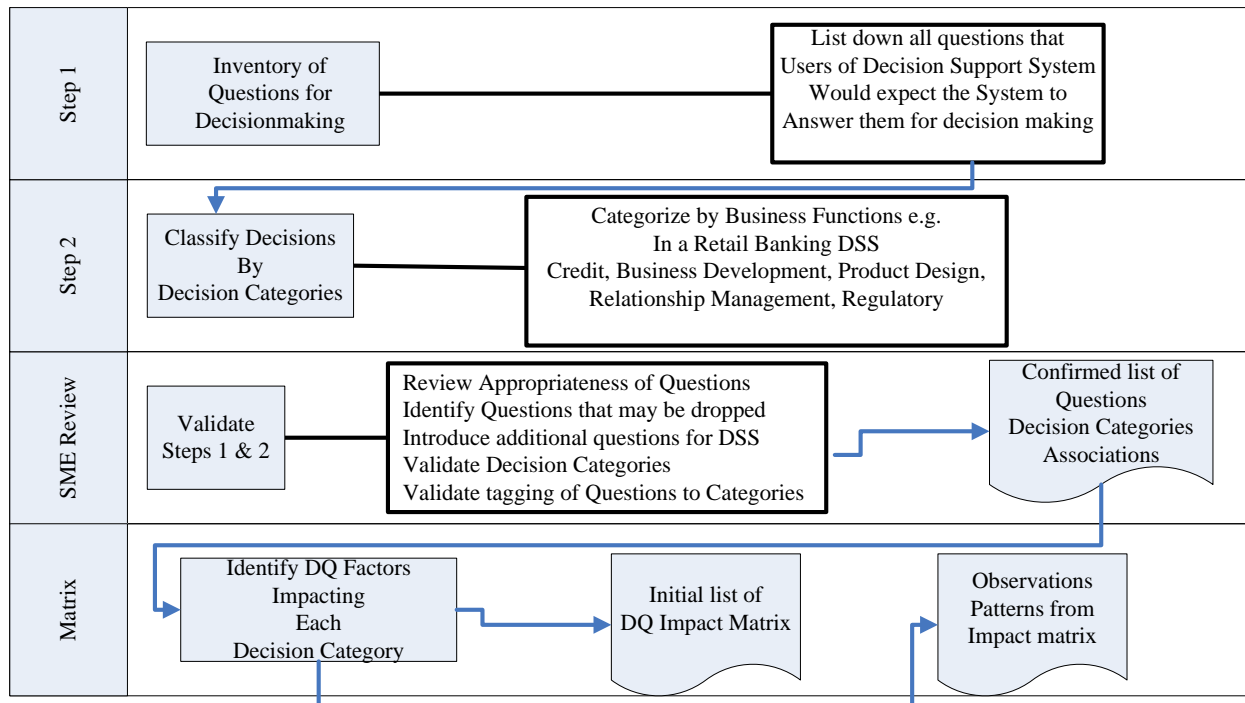 Step 1
Inventory of
Questions for
Decisionmaking
List down all questions that
Users of Decision Support System
Would expect the System to
Answer them for decision making
Step 2
Classify Decisions
By
Decision Categories
Categorize by Business Functions e.g.
In a Retail Banking DSS
Credit, Business Development, Product Design,
Relationship Management, Regulatory
SME Review
Validate
Steps 1 & 2
Review Appropriateness of Questions
Identify Questions that may be dropped
Introduce additional questions for DSS
Validate Decision Categories
Validate tagging of Questions to Categories
Confirmed list of
Questions
Decision Categories
Associations
Matrix
Identify DQ Factors
Impacting
Each
Decision Category
Initial list of
DQ Impact Matrix
Observations
Patterns from
Impact matrix